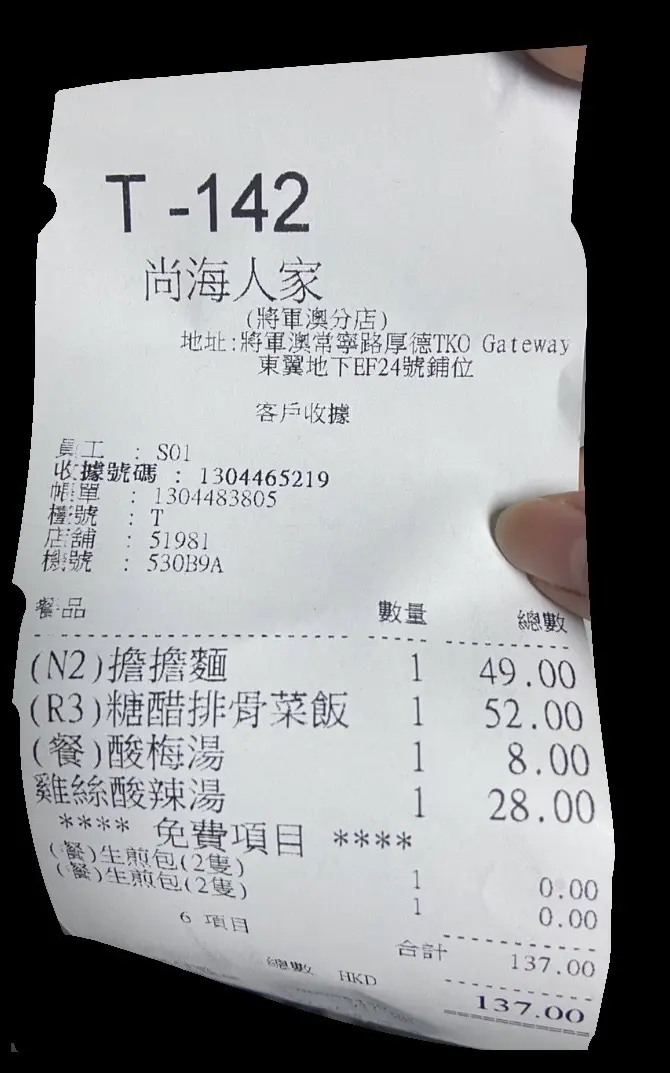 T -142
尚海人家
(將軍澳分店)
地址:將軍澳常寧路厚德TKO Gateway
東翼地下EF24號鋪位
客戶收據
員工 : S01
收據號碼 : 1304465219
帳單 : 1304483805
檯號 : T
店舖 : 51981
機號 : 530B9A
餐品 數量 總數
(N2)擔擔麵 1 49.00
(R3)糖醋排骨菜飯 1 52.00
(餐)酸梅湯 1 8.00
雞絲酸辣湯 1 28.00
**** 免費項目 ****
(餐)生煎包(2隻) 1 0.00
(餐)生煎包(2隻) 1 0.00
6 項目
合計 137.00
總數 HKD 137.00